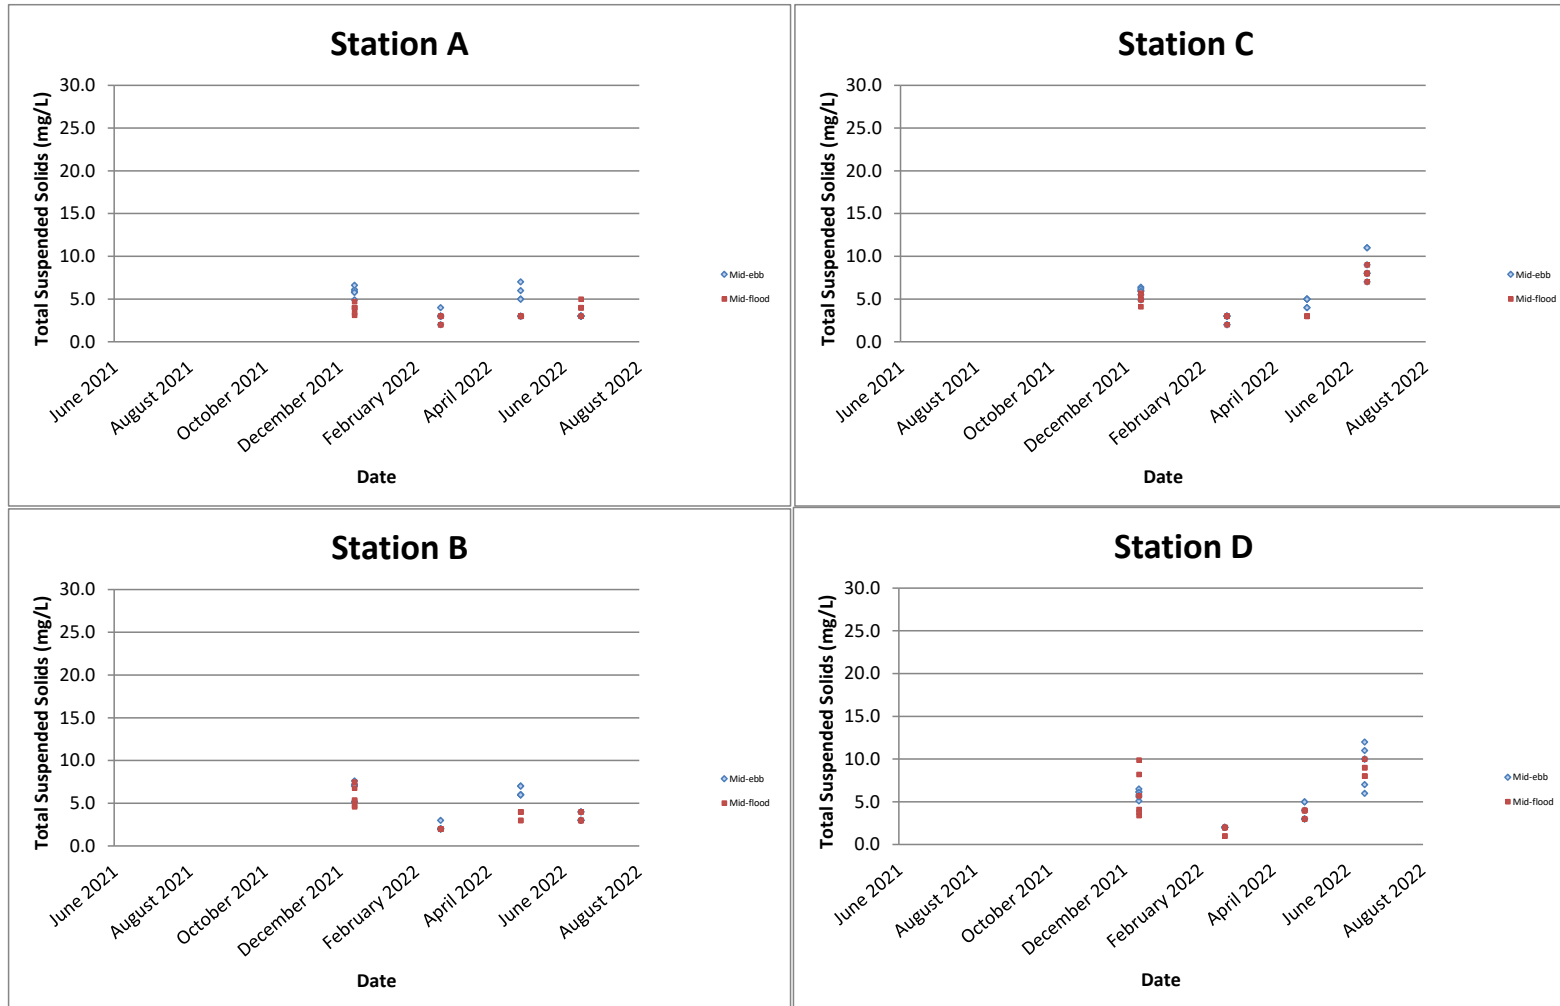 Station A
Total Suspended Solids (mg/L)
30.0
25.0
20.0
15.0
10.0
5.0
0.0
June 2021
August 2021
October 2021
December 2021
February 2022
April 2022
June 2022
August 2022
Date
Mid-ebb
Mid-flood
Station C
Total Suspended Solids (mg/L)
30.0
25.0
20.0
15.0
10.0
5.0
0.0
June 2021
August 2021
October 2021
December 2021
February 2022
April 2022
June 2022
August 2022
Date
Mid-ebb
Mid-flood
Station B
Total Suspended Solids (mg/L)
30.0
25.0
20.0
15.0
10.0
5.0
0.0
June 2021
August 2021
October 2021
December 2021
February 2022
April 2022
June 2022
August 2022
Date
Mid-ebb
Mid-flood
Station D
Total Suspended Solids (mg/L)
30.0
25.0
20.0
15.0
10.0
5.0
0.0
June 2021
August 2021
October 2021
December 2021
February 2022
April 2022
June 2022
August 2022
Date
Mid-ebb
Mid-flood